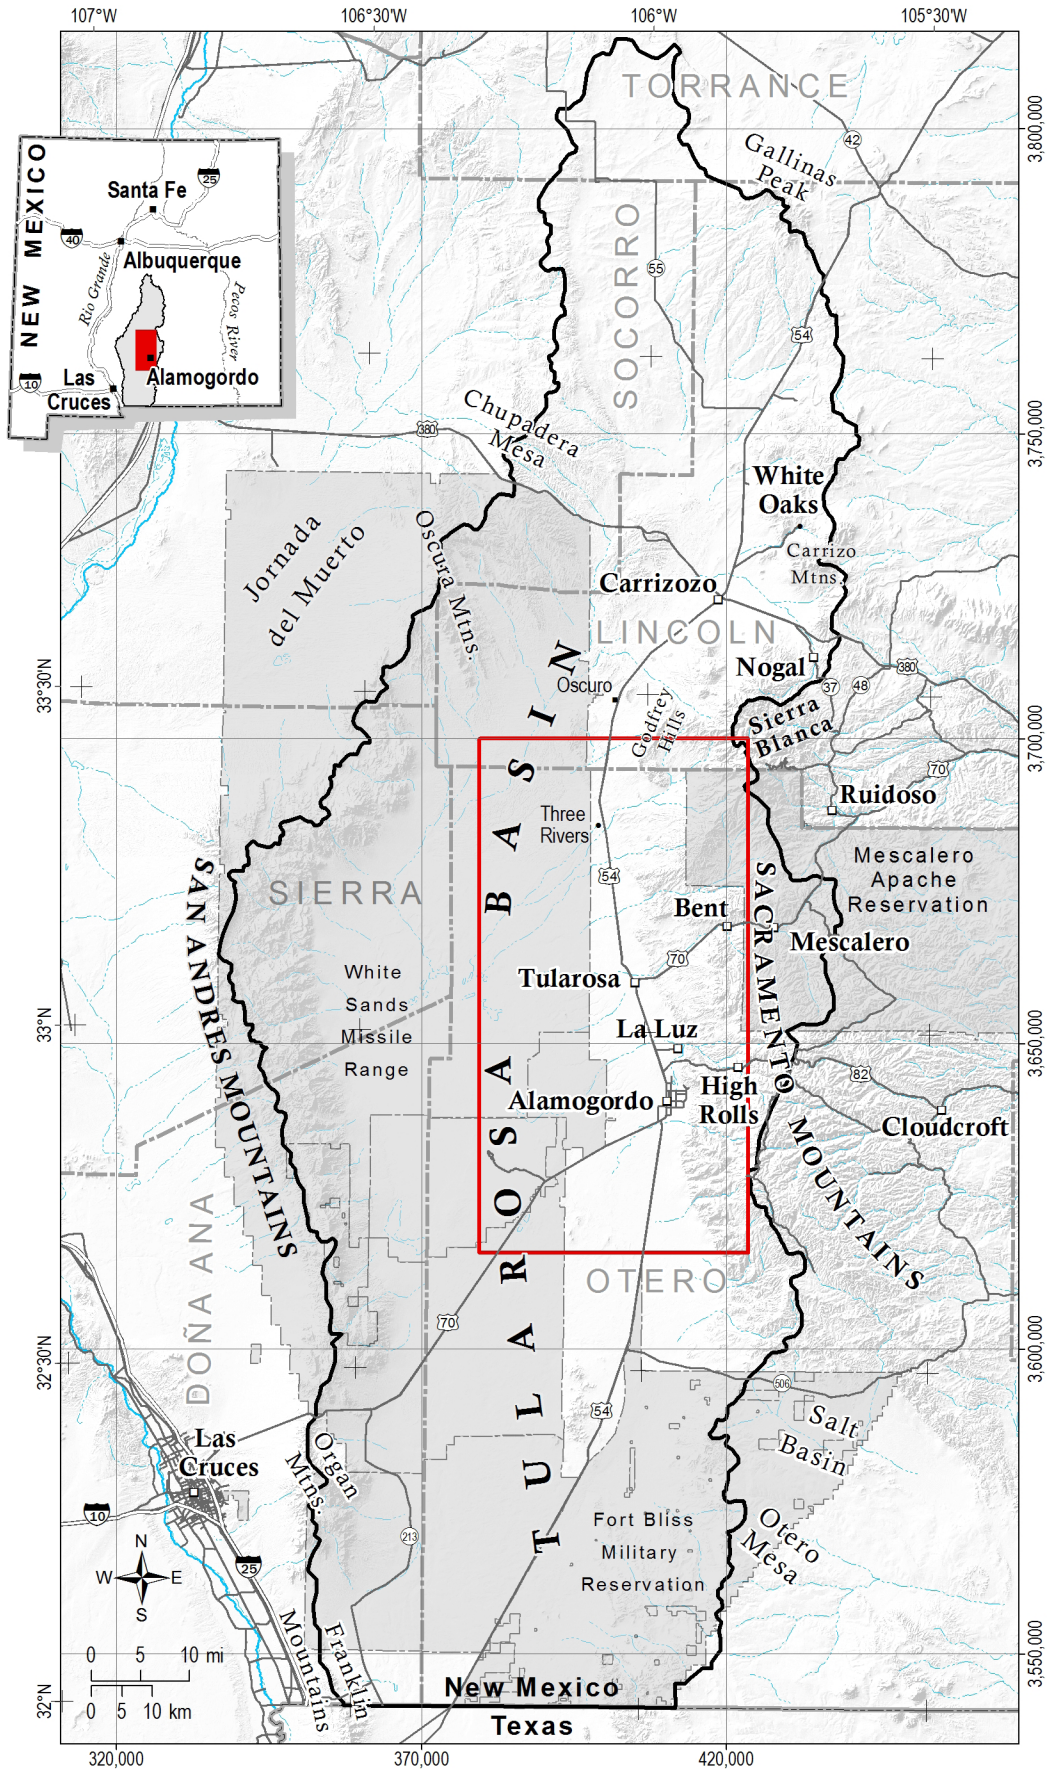 107°W
106°30'W
106°W
105°30'W
TORRANCE
3,800,000
42
Gallinas
Peak
NEW MEXICO
Santa Fe
25
40
Albuquerque
Rio Grande
Pecos River
10
Las
Cruces
Alamogordo
SOCORRO
55
54
Chupadera
Mesa
380
3,750,000
White
Oaks
Jornada
del Muerto
Oscura Mtns.
Carrizo
Mtns.
Carrizozo
LINCOLN
Nogal
380
37
48
33°30'N
Oscuro
Godfrey
Hills
Sierra
Blanca
3,700,000
70
Ruidoso
Three
Rivers
54
Mescalero
Apache
Reservation
SIERRA
SAN ANDRES MOUNTAINS
TULAROSA BASIN
SACRAMENTO MOUNTAINS
Bent
Mescalero
70
White
Sands
Missile
Range
Tularosa
33°N
La Luz
3,650,000
82
High
Rolls
Alamogordo
Cloudcroft
DOÑA ANA
OTERO
70
32°30'N
3,600,000
506
54
Salt
Basin
Las
Cruces
Organ
Mtns.
10
213
Fort Bliss
Military
Reservation
Otero
Mesa
N
W
E
S
25
0 5 10 mi
0 5 10 km
Franklin
Mountains
3,550,000
32°N
New Mexico
Texas
320,000
370,000
420,000